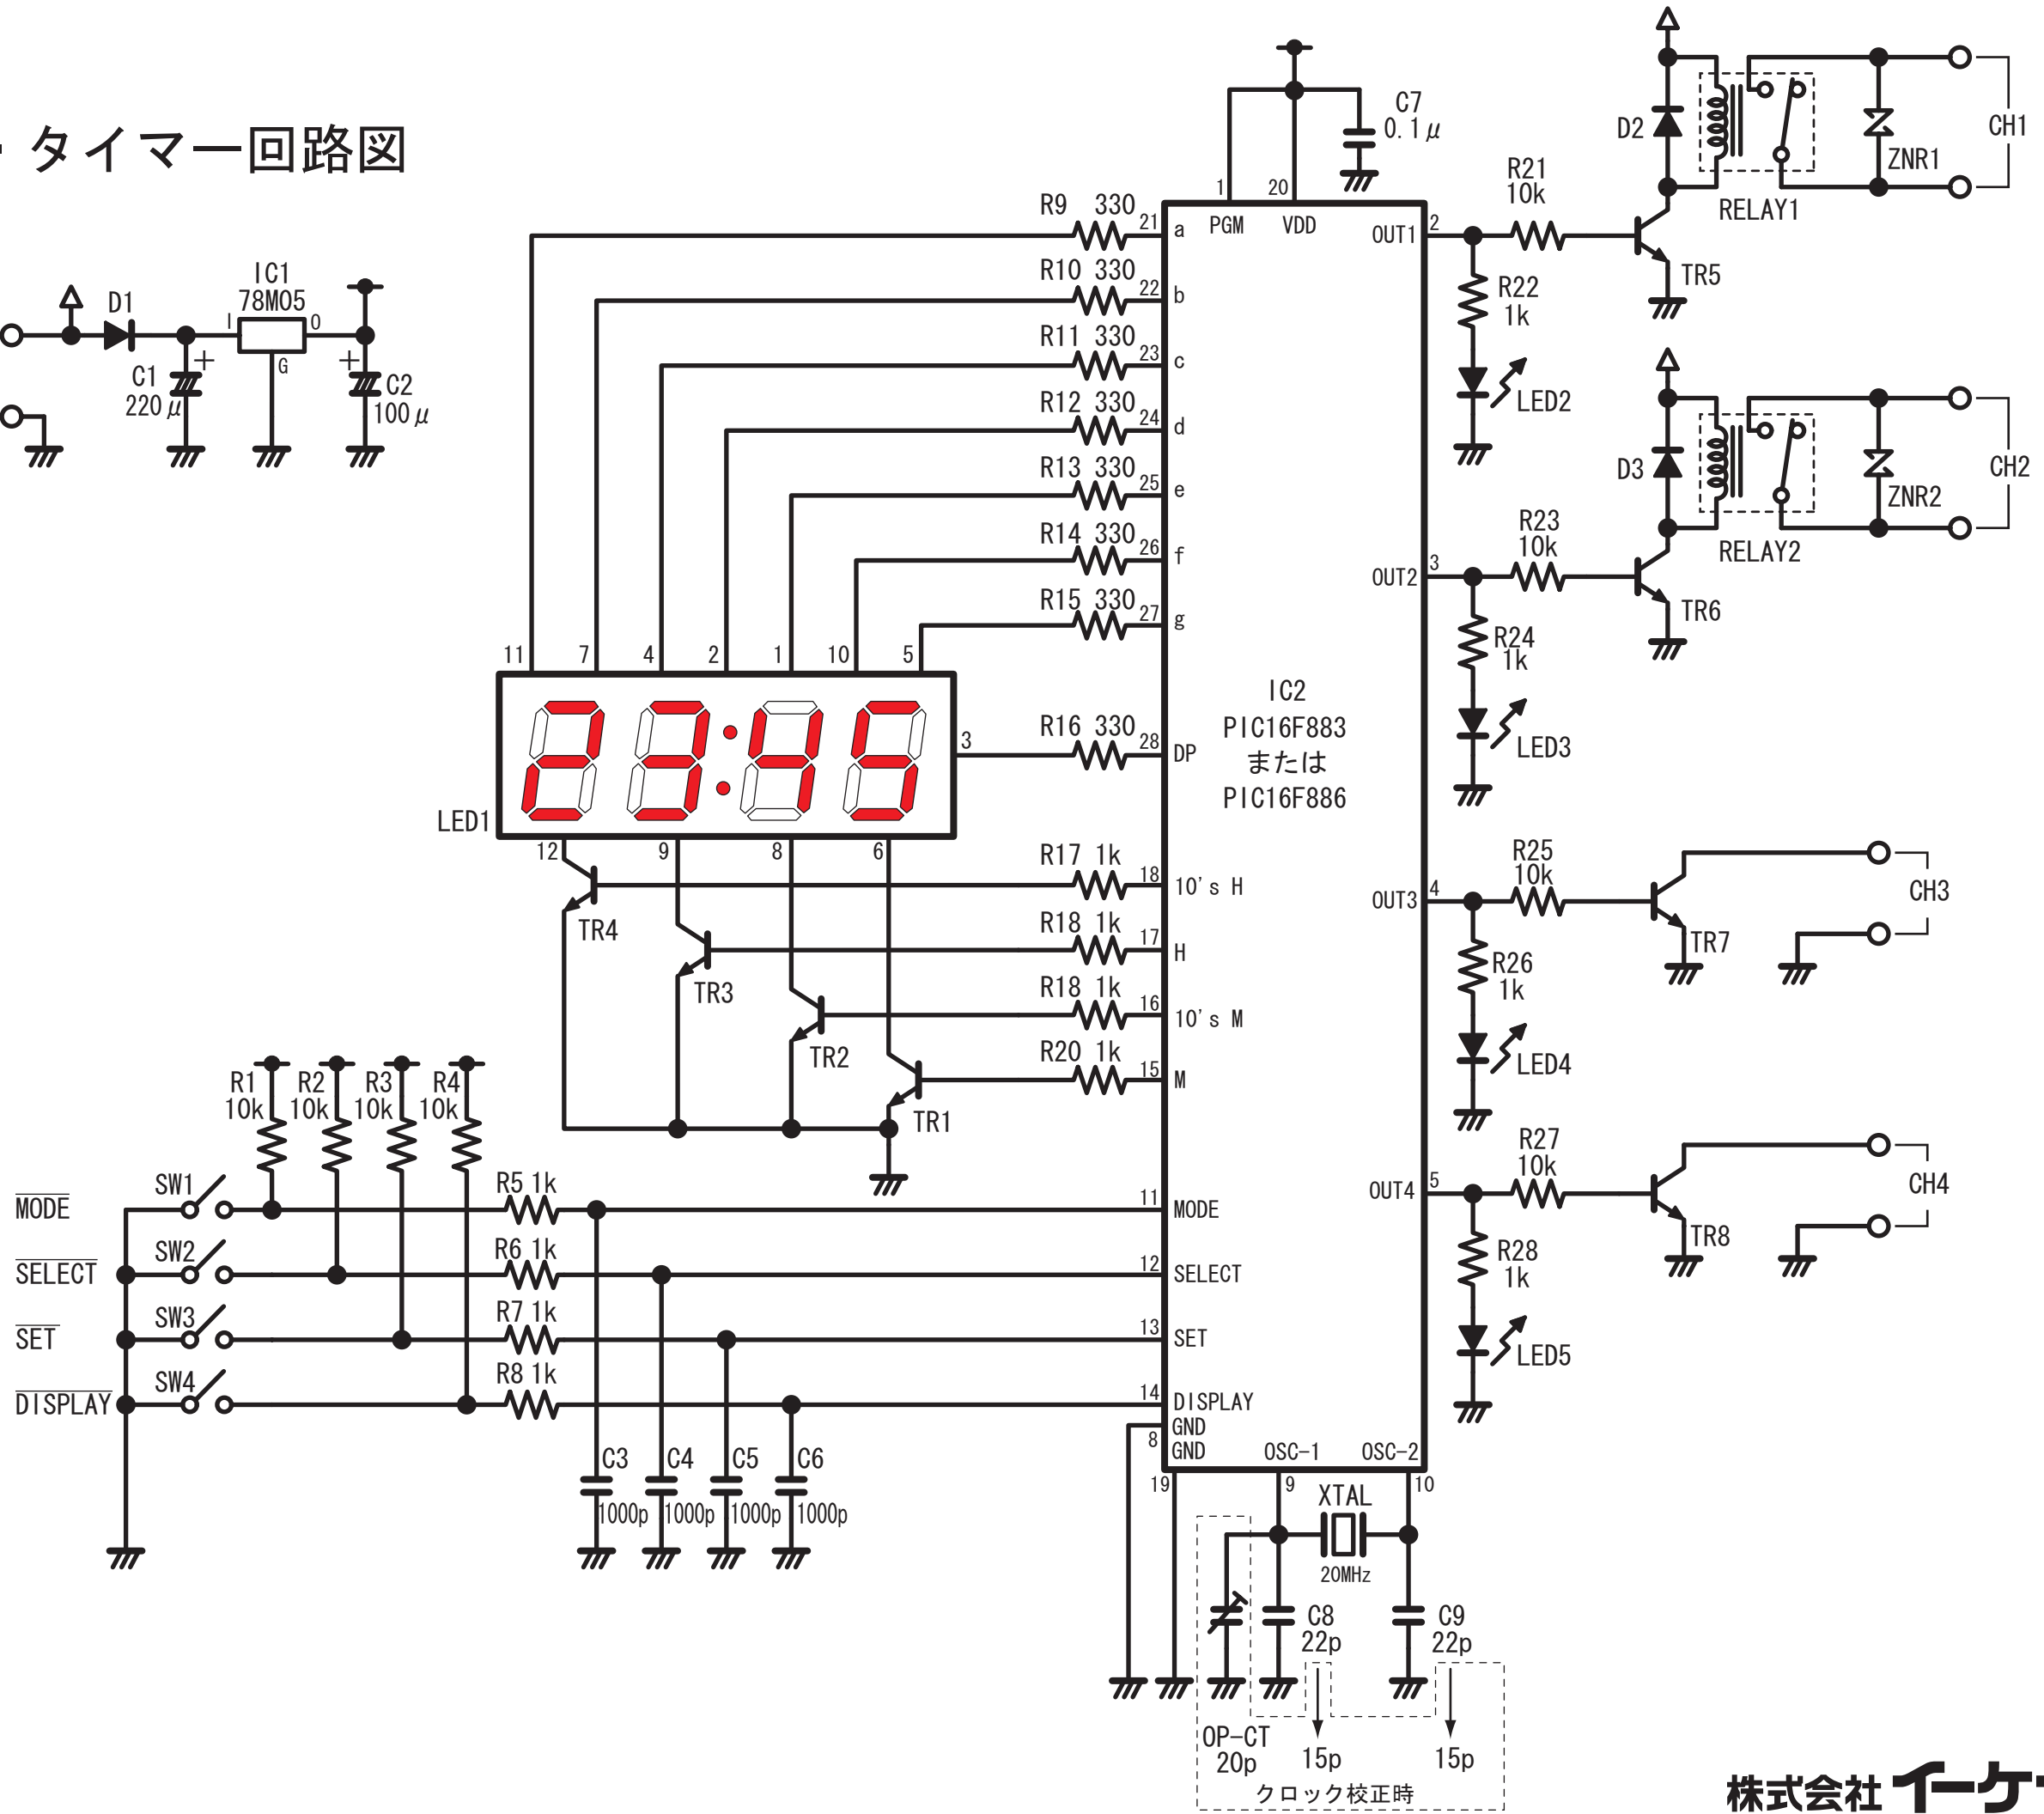 タイマー回路図
IC1
78M05
D1
I
O
G
C1
220μ
C2
100μ
C7
0.1μ
1
20
PGM
VDD
R9 330
21
a
R10 330
22
b
R11 330
23
c
R12 330
24
d
R13 330
25
e
R14 330
26
f
R15 330
27
g
11
7
4
2
1
10
5
R16 330
28
DP
3
23:45
LED1
12
9
8
6
IC2
PIC16F883
または
PIC16F886
R17 1k
18
10's H
TR4
R18 1k
17
H
TR3
R18 1k
16
10's M
TR2
R20 1k
15
M
TR1
R1
10k
R2
10k
R3
10k
R4
10k
MODE
SW1
R5 1k
11
MODE
SELECT
SW2
R6 1k
12
SELECT
SET
SW3
R7 1k
13
SET
DISPLAY
SW4
R8 1k
14
DISPLAY
GND
8
GND
19
C3
1000p
C4
1000p
C5
1000p
C6
1000p
OSC-1
OSC-2
9
10
XTAL
20MHz
C8
22p
C9
22p
OP-CT
20p
15p
15p
クロック校正時
OUT1
2
R21
10k
R22
1k
LED2
TR5
D2
RELAY1
ZNR1
CH1
OUT2
3
R23
10k
R24
1k
LED3
TR6
D3
RELAY2
ZNR2
CH2
OUT3
4
R25
10k
R26
1k
LED4
TR7
CH3
OUT4
5
R27
10k
R28
1k
LED5
TR8
CH4
株式会社イーケ